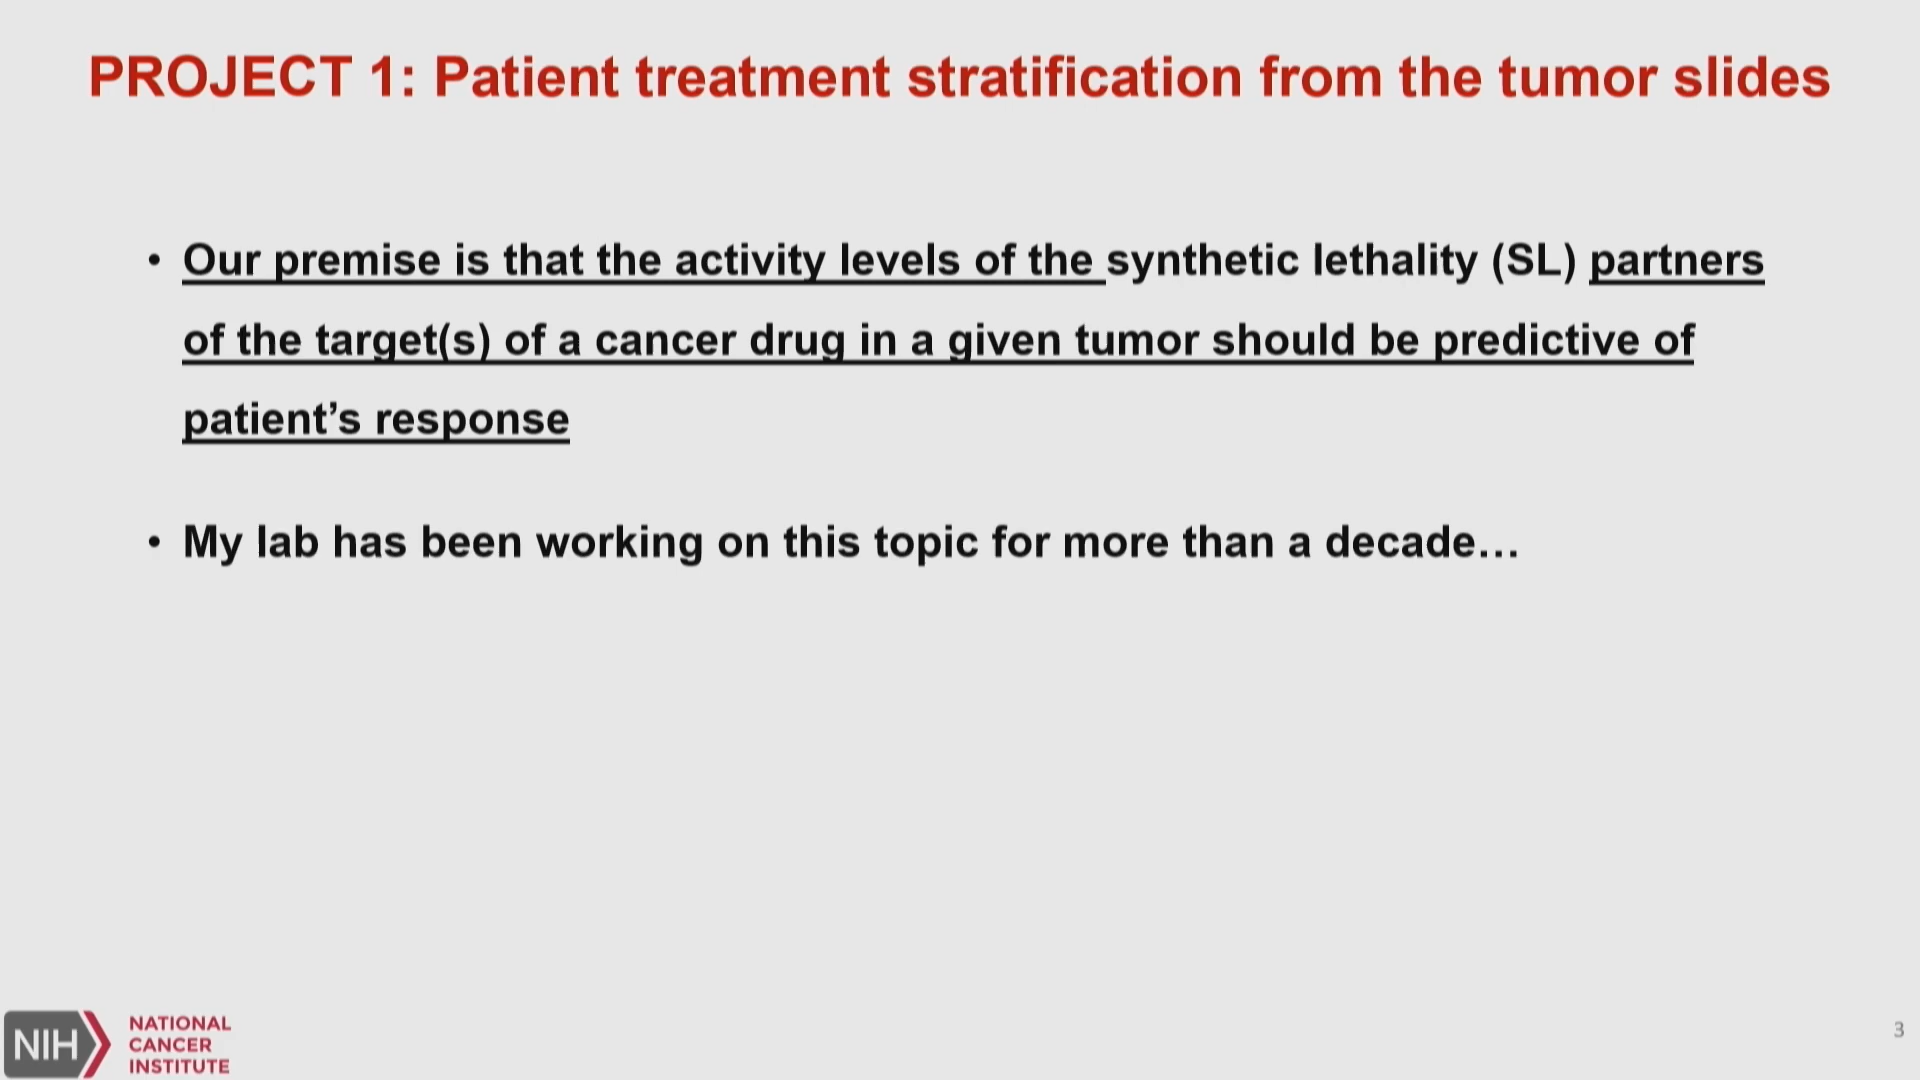 PROJECT 1: Patient treatment stratification from the tumor slides
• Our premise is that the activity levels of the synthetic lethality (SL) partners
of the target(s) of a cancer drug in a given tumor should be predictive of
patient’s response
• My lab has been working on this topic for more than a decade…
NIH
NATIONAL
CANCER
INSTITUTE
3